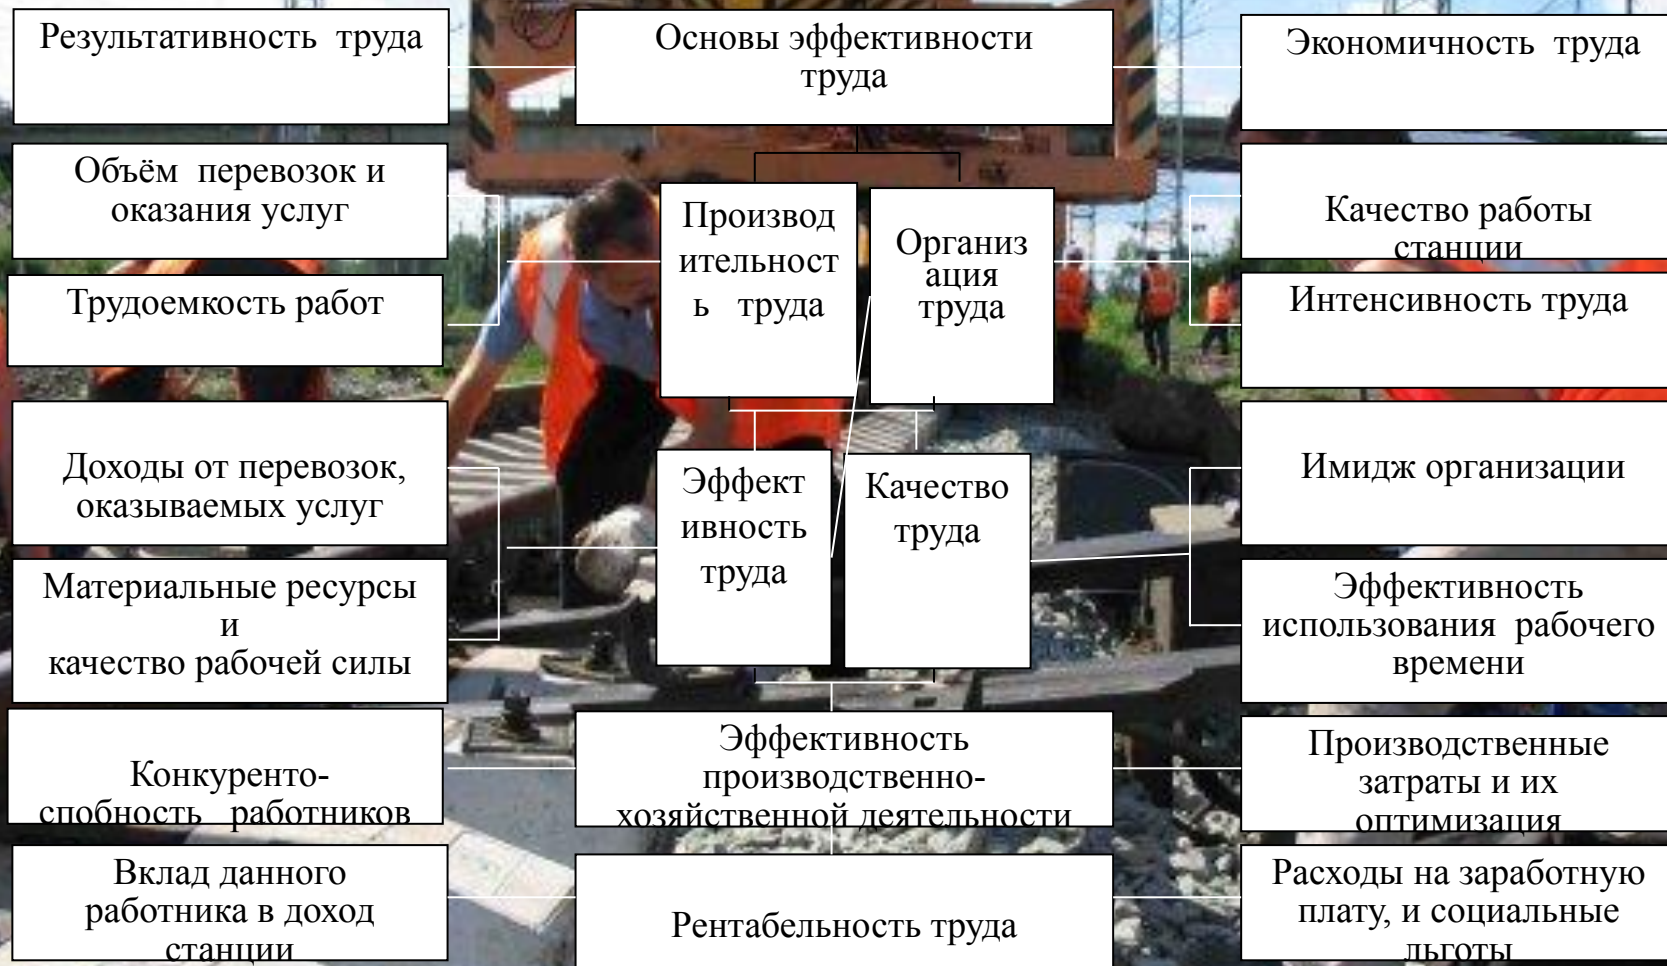 Результативность труда
Основы эффективности
труда
Экономичность труда
Объём перевозок и
оказания услуг
Производ
ительност
ь труда
Организ
ация
труда
Качество работы
станции
Трудоемкость работ
Интенсивность труда
Доходы от перевозок,
оказываемых услуг
Эффект
ивность
труда
Качество
труда
Имидж организации
Материальные ресурсы
и
качество рабочей силы
Эффективность
использования рабочего
времени
Конкуренто-
спобность работников
Эффективность
производственно-
хозяйственной деятельности
Производственные
затраты и их
оптимизация
Вклад данного
работника в доход
станции
Рентабельность труда
Расходы на заработную
плату, и социальные
льготы